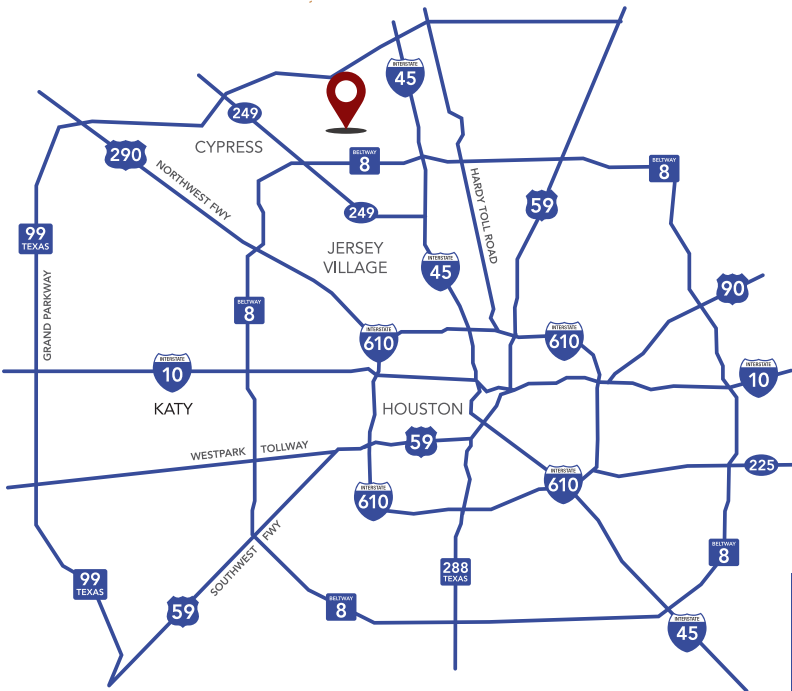 INTERSTATE
45
249
CYPRESS
290
NORTHWEST FWY
BELTWAY
8
BELTWAY
8
HARDY TOLL ROAD
59
249
99
TEXAS
JERSEY
VILLAGE
INTERSTATE
45
90
GRAND PARKWAY
BELTWAY
8
INTERSTATE
610
INTERSTATE
610
INTERSTATE
10
INTERSTATE
10
KATY
HOUSTON
59
WESTPARK TOLLWAY
225
INTERSTATE
610
INTERSTATE
610
SOUTHWEST FWY
BELTWAY
8
288
TEXAS
99
TEXAS
59
BELTWAY
8
INTERSTATE
45